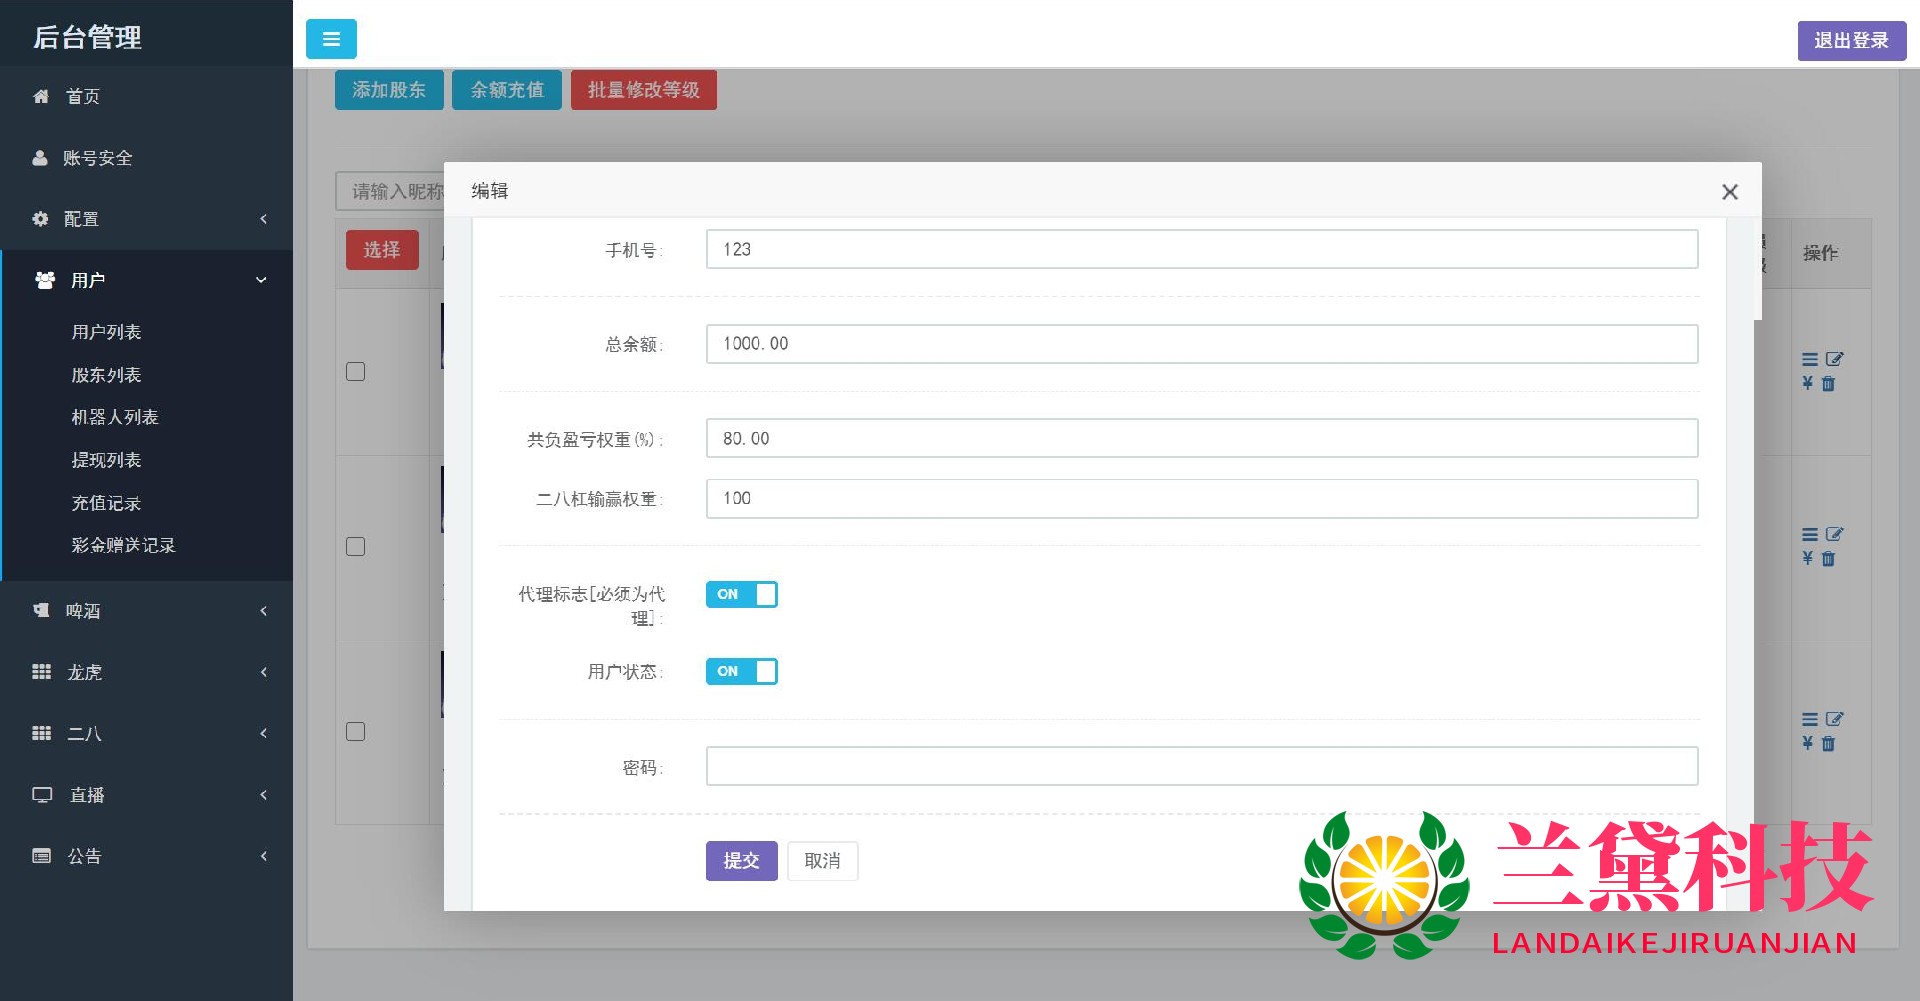 后台管理
退出登录
首页
账号安全
配置
用户
用户列表
股东列表
机器人列表
提现列表
充值记录
彩金赠送记录
啤酒
龙虎
二八
直播
公告
添加股东
余额充值
批量修改等级
请输入昵称
选择
操作
编辑
手机号:
123
总余额:
1000.00
共负盈亏权重(%):
80.00
二八杠输赢权重:
100
代理标志[必须为代
理]:
ON
用户状态:
ON
密码:
提交
取消
兰黛科技
LANDAIKEJIRUANJIAN